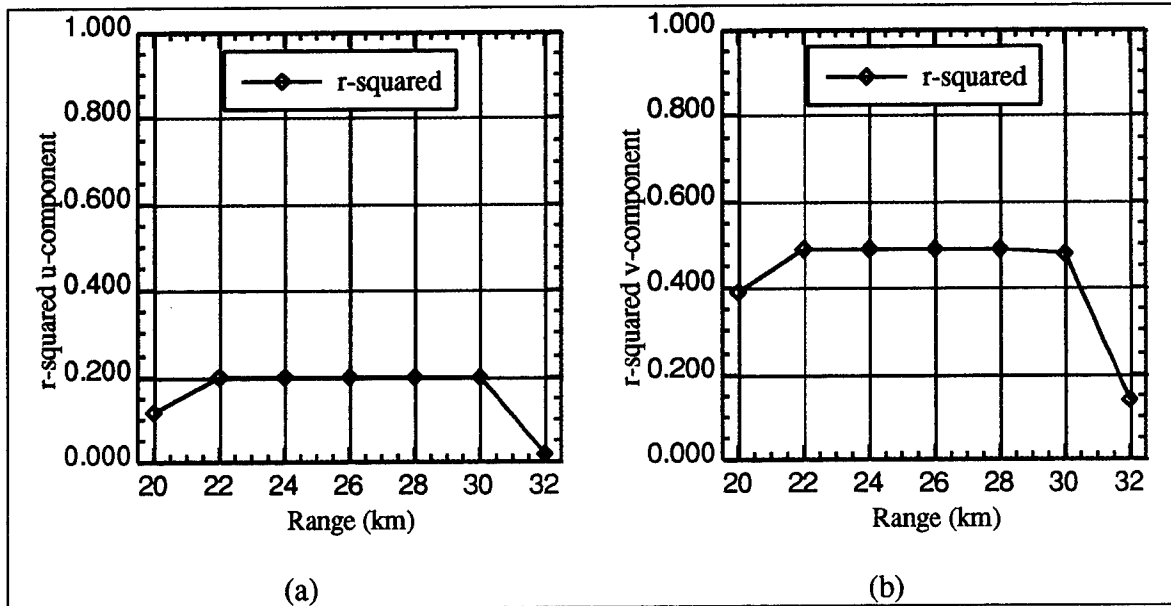 1.000
0.800
0.600
0.400
0.200
0.000
r-squared u-component
r-squared
20 22 24 26 28 30 32
Range (km)
(a)
1.000
0.800
0.600
0.400
0.200
0.000
r-squared v-component
r-squared
20 22 24 26 28 30 32
Range (km)
(b)